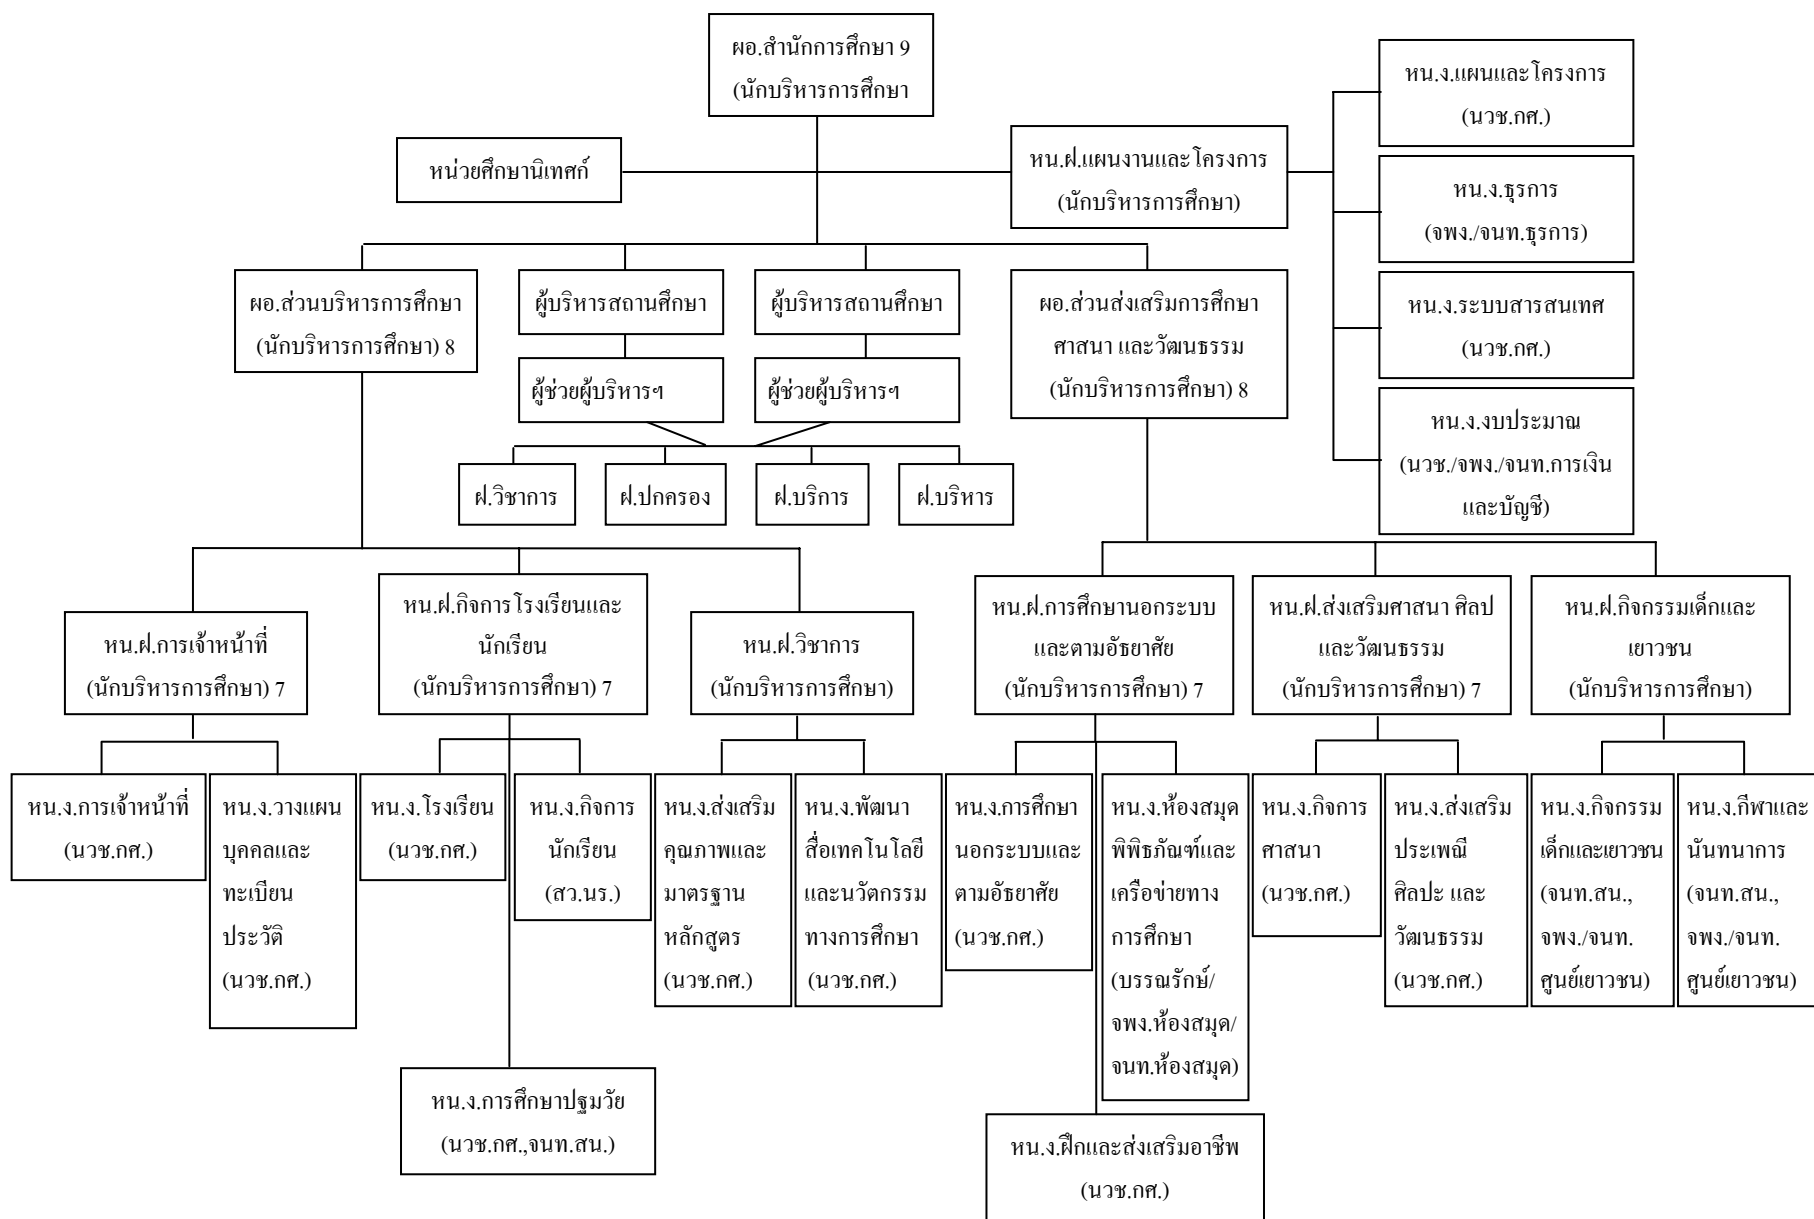 ผอ.สำนักการศึกษา 9
(นักบริหารการศึกษา
หน่วยศึกษานิเทศก์
หน.ฝ.แผนงานและโครงการ
(นักบริหารการศึกษา)
หน.ง.แผนและโครงการ
(นวช.กศ.)
หน.ง.ธุรการ
(จพง./จนท.ธุรการ)
หน.ง.ระบบสารสนเทศ
(นวช.กศ.)
หน.ง.งบประมาณ
(นวช./จพง./จนท.การเงิน
และบัญชี)
ผอ.ส่วนบริหารการศึกษา
(นักบริหารการศึกษา) 8
ผู้บริหารสถานศึกษา
ผู้บริหารสถานศึกษา
ผอ.ส่วนส่งเสริมการศึกษา
ศาสนา และวัฒนธรรม
(นักบริหารการศึกษา) 8
ผู้ช่วยผู้บริหารฯ
ผู้ช่วยผู้บริหารฯ
ฝ.วิชาการ
ฝ.ปกครอง
ฝ.บริการ
ฝ.บริหาร
หน.ฝ.การเจ้าหน้าที่
(นักบริหารการศึกษา) 7
หน.ฝ.กิจการโรงเรียนและ
นักเรียน
(นักบริหารการศึกษา) 7
หน.ฝ.วิชาการ
(นักบริหารการศึกษา)
หน.ฝ.การศึกษานอกระบบ
และตามอัธยาศัย
(นักบริหารการศึกษา) 7
หน.ฝ.ส่งเสริมศาสนา ศิลป
และวัฒนธรรม
(นักบริหารการศึกษา) 7
หน.ฝ.กิจกรรมเด็กและ
เยาวชน
(นักบริหารการศึกษา)
หน.ง.การเจ้าหน้าที่
(นวช.กศ.)
หน.ง.วางแผน
บุคคลและ
ทะเบียน
ประวัติ
(นวช.กศ.)
หน.ง.โรงเรียน
(นวช.กศ.)
หน.ง.กิจการ
นักเรียน
(สว.นร.)
หน.ง.ส่งเสริม
คุณภาพและ
มาตรฐาน
หลักสูตร
(นวช.กศ.)
หน.ง.พัฒนา
สื่อเทคโนโลยี
และนวัตกรรม
ทางการศึกษา
(นวช.กศ.)
หน.ง.การศึกษา
นอกระบบและ
ตามอัธยาศัย
(นวช.กศ.)
หน.ง.ห้องสมุด
พิพิธภัณฑ์และ
เครือข่ายทาง
การศึกษา
(บรรณรักษ์/
จพง.ห้องสมุด/
จนท.ห้องสมุด)
หน.ง.กิจการ
ศาสนา
(นวช.กศ.)
หน.ง.ส่งเสริม
ประเพณี
ศิลปะ และ
วัฒนธรรม
(นวช.กศ.)
หน.ง.กิจกรรม
เด็กและเยาวชน
(จนท.สน.,
จพง./จนท.
ศูนย์เยาวชน)
หน.ง.กีฬาและ
นันทนาการ
(จนท.สน.,
จพง./จนท.
ศูนย์เยาวชน)
หน.ง.การศึกษาปฐมวัย
(นวช.กศ.,จนท.สน.)
หน.ง.ฝึกและส่งเสริมอาชีพ
(นวช.กศ.)